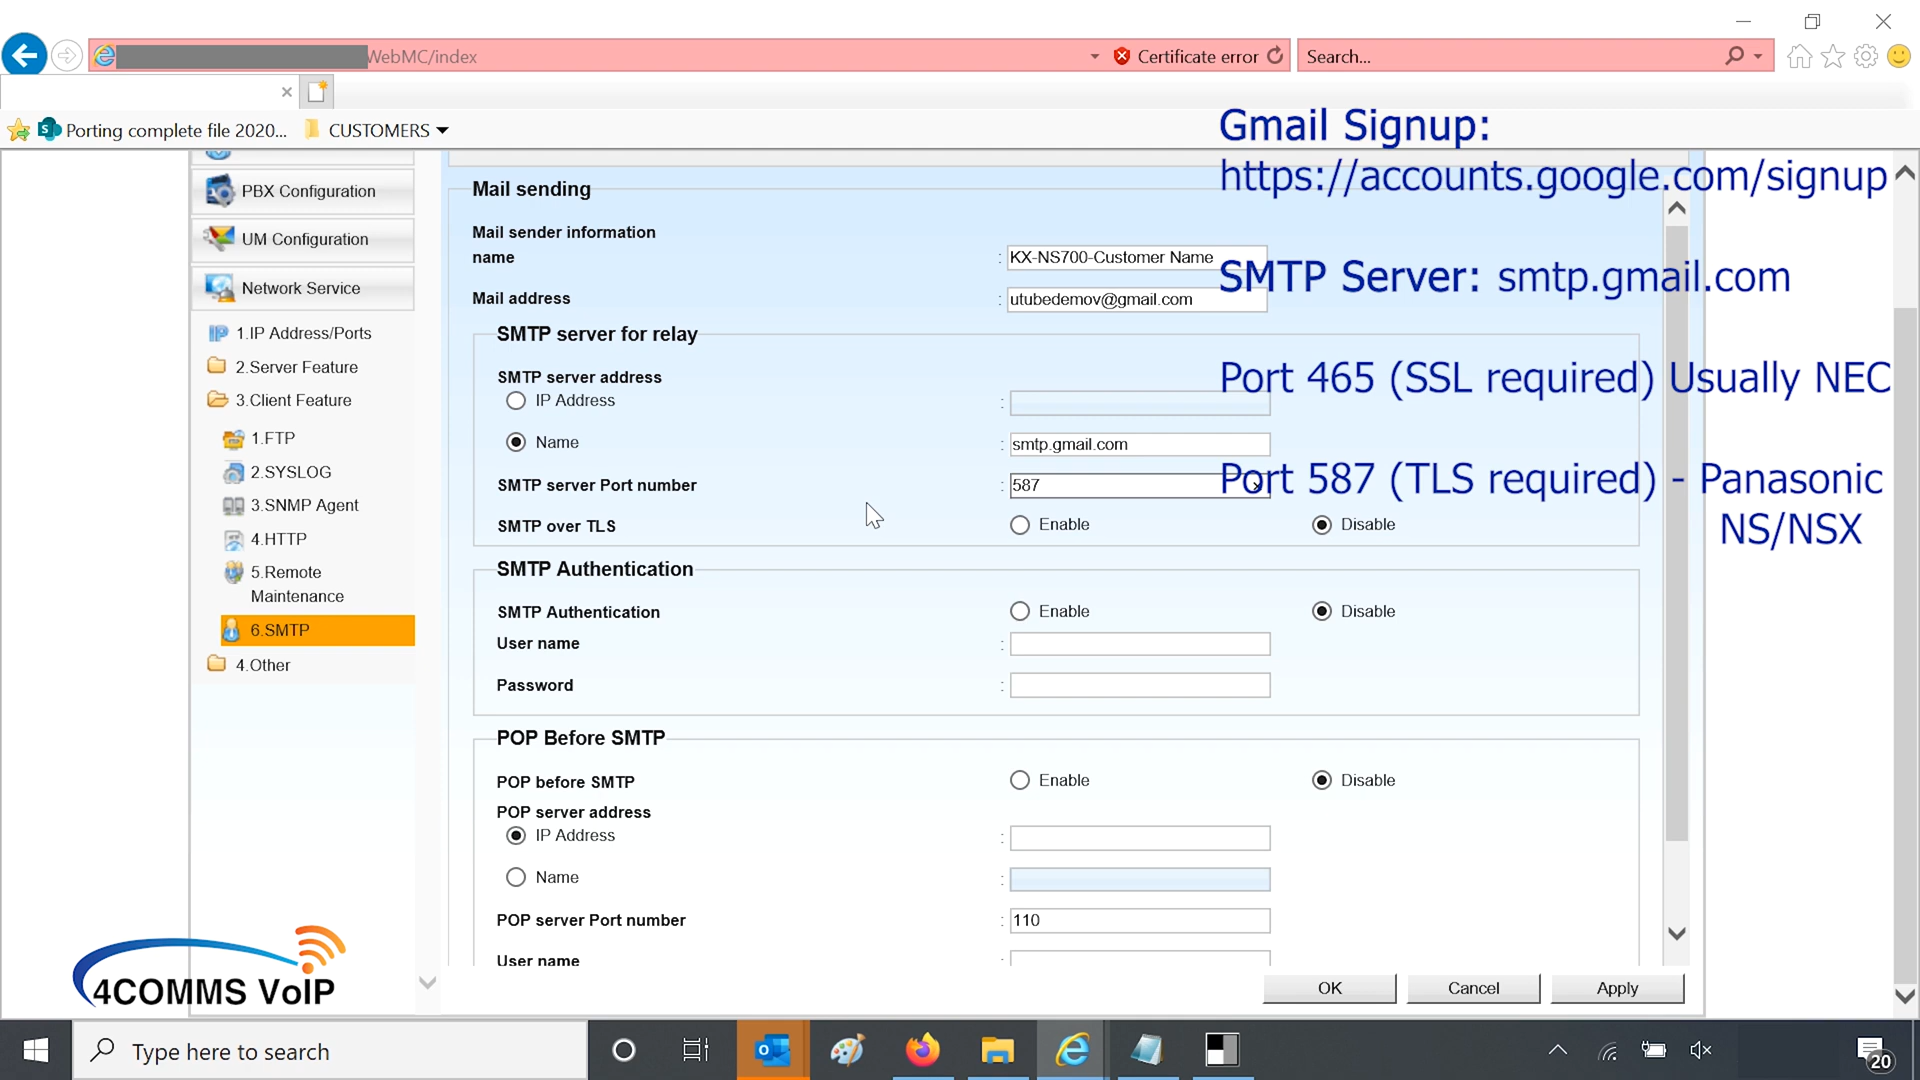 WebMC/index
Certificate error
Search...
Porting complete file 2020...
CUSTOMERS
Gmail Signup:
https://accounts.google.com/signup
SMTP Server: smtp.gmail.com
Port 465 (SSL required) Usually NEC
Port 587 (TLS required) - Panasonic
NS/NSX
PBX Configuration
UM Configuration
Network Service
IP 1.IP Address/Ports
2.Server Feature
3.Client Feature
1.FTP
2.SYSLOG
3.SNMP Agent
4.HTTP
5.Remote
Maintenance
6.SMTP
4.Other
Mail sending
Mail sender information
name : KX-NS700-Customer Name
Mail address : utubedemov@gmail.com
SMTP server for relay
SMTP server address
IP Address :
Name : smtp.gmail.com
SMTP server Port number : 587
SMTP over TLS Enable Disable
SMTP Authentication
SMTP Authentication Enable Disable
User name :
Password :
POP Before SMTP
POP before SMTP Enable Disable
POP server address
IP Address :
Name :
POP server Port number : 110
User name :
OK Cancel Apply
4COMMS VoIP
Type here to search
20